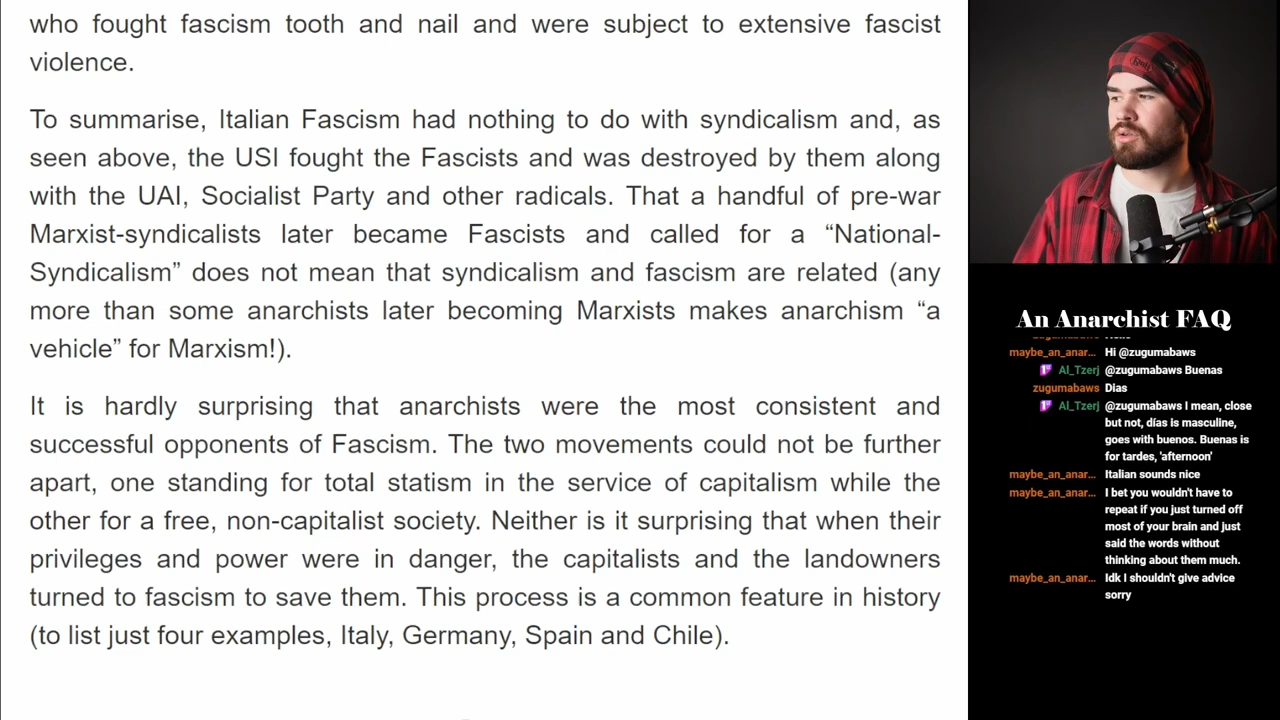 who fought fascism tooth and nail and were subject to extensive fascist
violence.
To summarise, Italian Fascism had nothing to do with syndicalism and, as
seen above, the USI fought the Fascists and was destroyed by them along
with the UAI, Socialist Party and other radicals. That a handful of pre-war
Marxist-syndicalists later became Fascists and called for a “National-
Syndicalism” does not mean that syndicalism and fascism are related (any
more than some anarchists later becoming Marxists makes anarchism “a
vehicle” for Marxism!).
It is hardly surprising that anarchists were the most consistent and
successful opponents of Fascism. The two movements could not be further
apart, one standing for total statism in the service of capitalism while the
other for a free, non-capitalist society. Neither is it surprising that when their
privileges and power were in danger, the capitalists and the landowners
turned to fascism to save them. This process is a common feature in history
(to list just four examples, Italy, Germany, Spain and Chile).
An Anarchist FAQ
maybe_an_anar... Hi @zugumabaws
Al_Tzerj @zugumabaws Buenas
zugumabaws Dias
Al_Tzerj @zugumabaws I mean, close
but not, días is masculine,
goes with buenos. Buenas is
for tardes, 'afternoon'
maybe_an_anar... Italian sounds nice
maybe_an_anar... I bet you wouldn't have to
repeat if you just turned off
most of your brain and just
said the words without
thinking about them much.
maybe_an_anar... Idk I shouldn't give advice
sorry